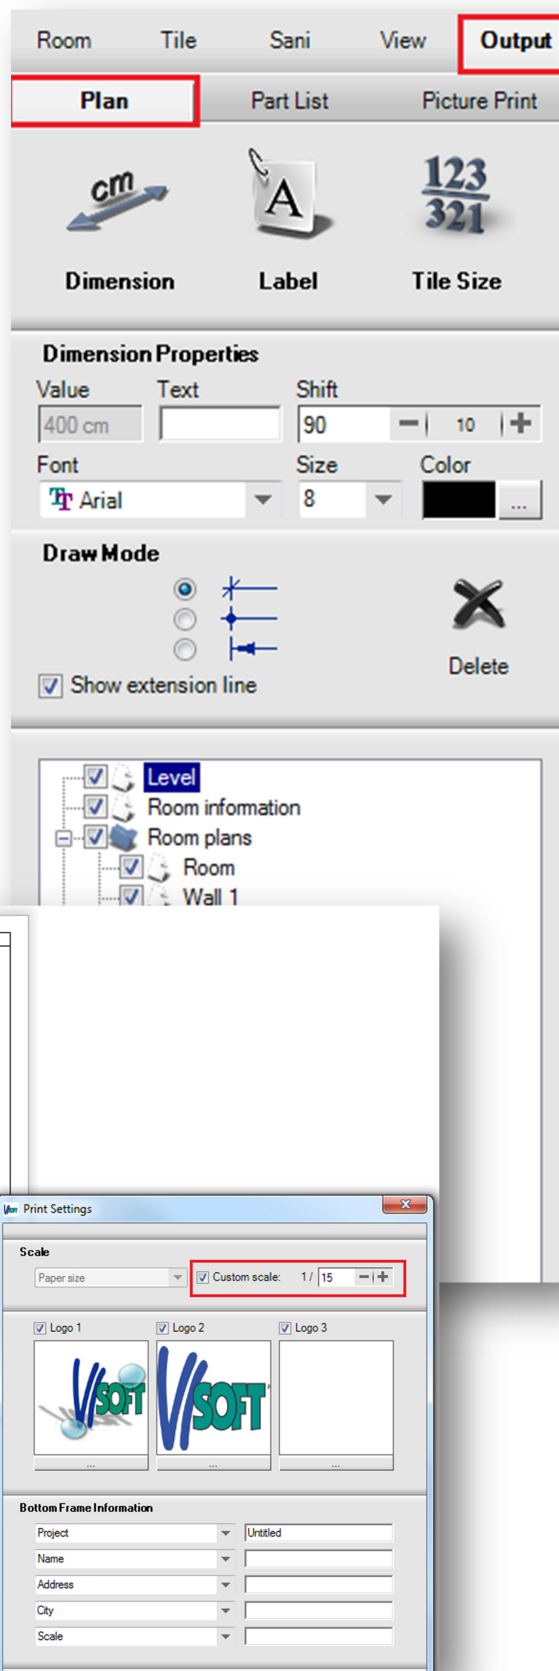 Room Tile Sani View Output
Plan Part List Picture Print
cm A 123
321
Dimension Label Tile Size
Dimension Properties
Value Text Shift
400 cm 90 10
Font Size Color
Arial 8 ...
Draw Mode
Delete
Show extension line
Level
Room information
Room plans
Room
Wall 1
Print Settings
Scale
Paper size Custom scale: 1 / 15
Logo 1 Logo 2 Logo 3
ViSOFT ViSOFT
... ... ...
Bottom Frame Information
Project Untitled
Name
Address
City
Scale